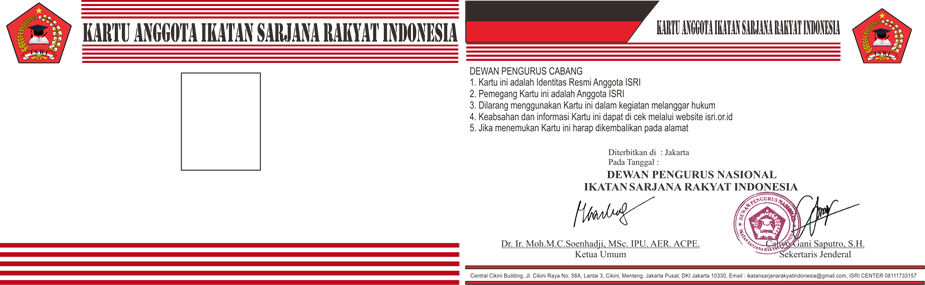 KARTU ANGGOTA IKATAN SARJANA RAKYAT INDONESIA
ISRI
KARTU ANGGOTA IKATAN SARJANA RAKYAT INDONESIA
ISRI
DEWAN PENGURUS CABANG
1. Kartu ini adalah Identitas Resmi Anggota ISRI
2. Pemegang Kartu ini adalah Anggota ISRI
3. Dilarang menggunakan Kartu ini dalam kegiatan melanggar hukum
4. Keabsahan dan informasi Kartu ini dapat di cek melalui website isri.or.id
5. Jika menemukan Kartu ini harap dikembalikan pada alamat
Diterbitkan di : Jakarta
Pada Tanggal :
DEWAN PENGURUS NASIONAL
IKATAN SARJANA RAKYAT INDONESIA
Dr. Ir. Moh.M.C.Soenhadji, MSc. IPU. AER. ACPE.
Ketua Umum
Cahyo Gani Saputro, S.H.
Sekertaris Jenderal
Central Cikini Building, Jl. Cikini Raya No. 58A, Lantai 3, Cikini, Menteng, Jakarta Pusat, DKI Jakarta 10330, Email : ikatansarjanarakyatindonesia@gmail.com, ISRI CENTER 08111733157